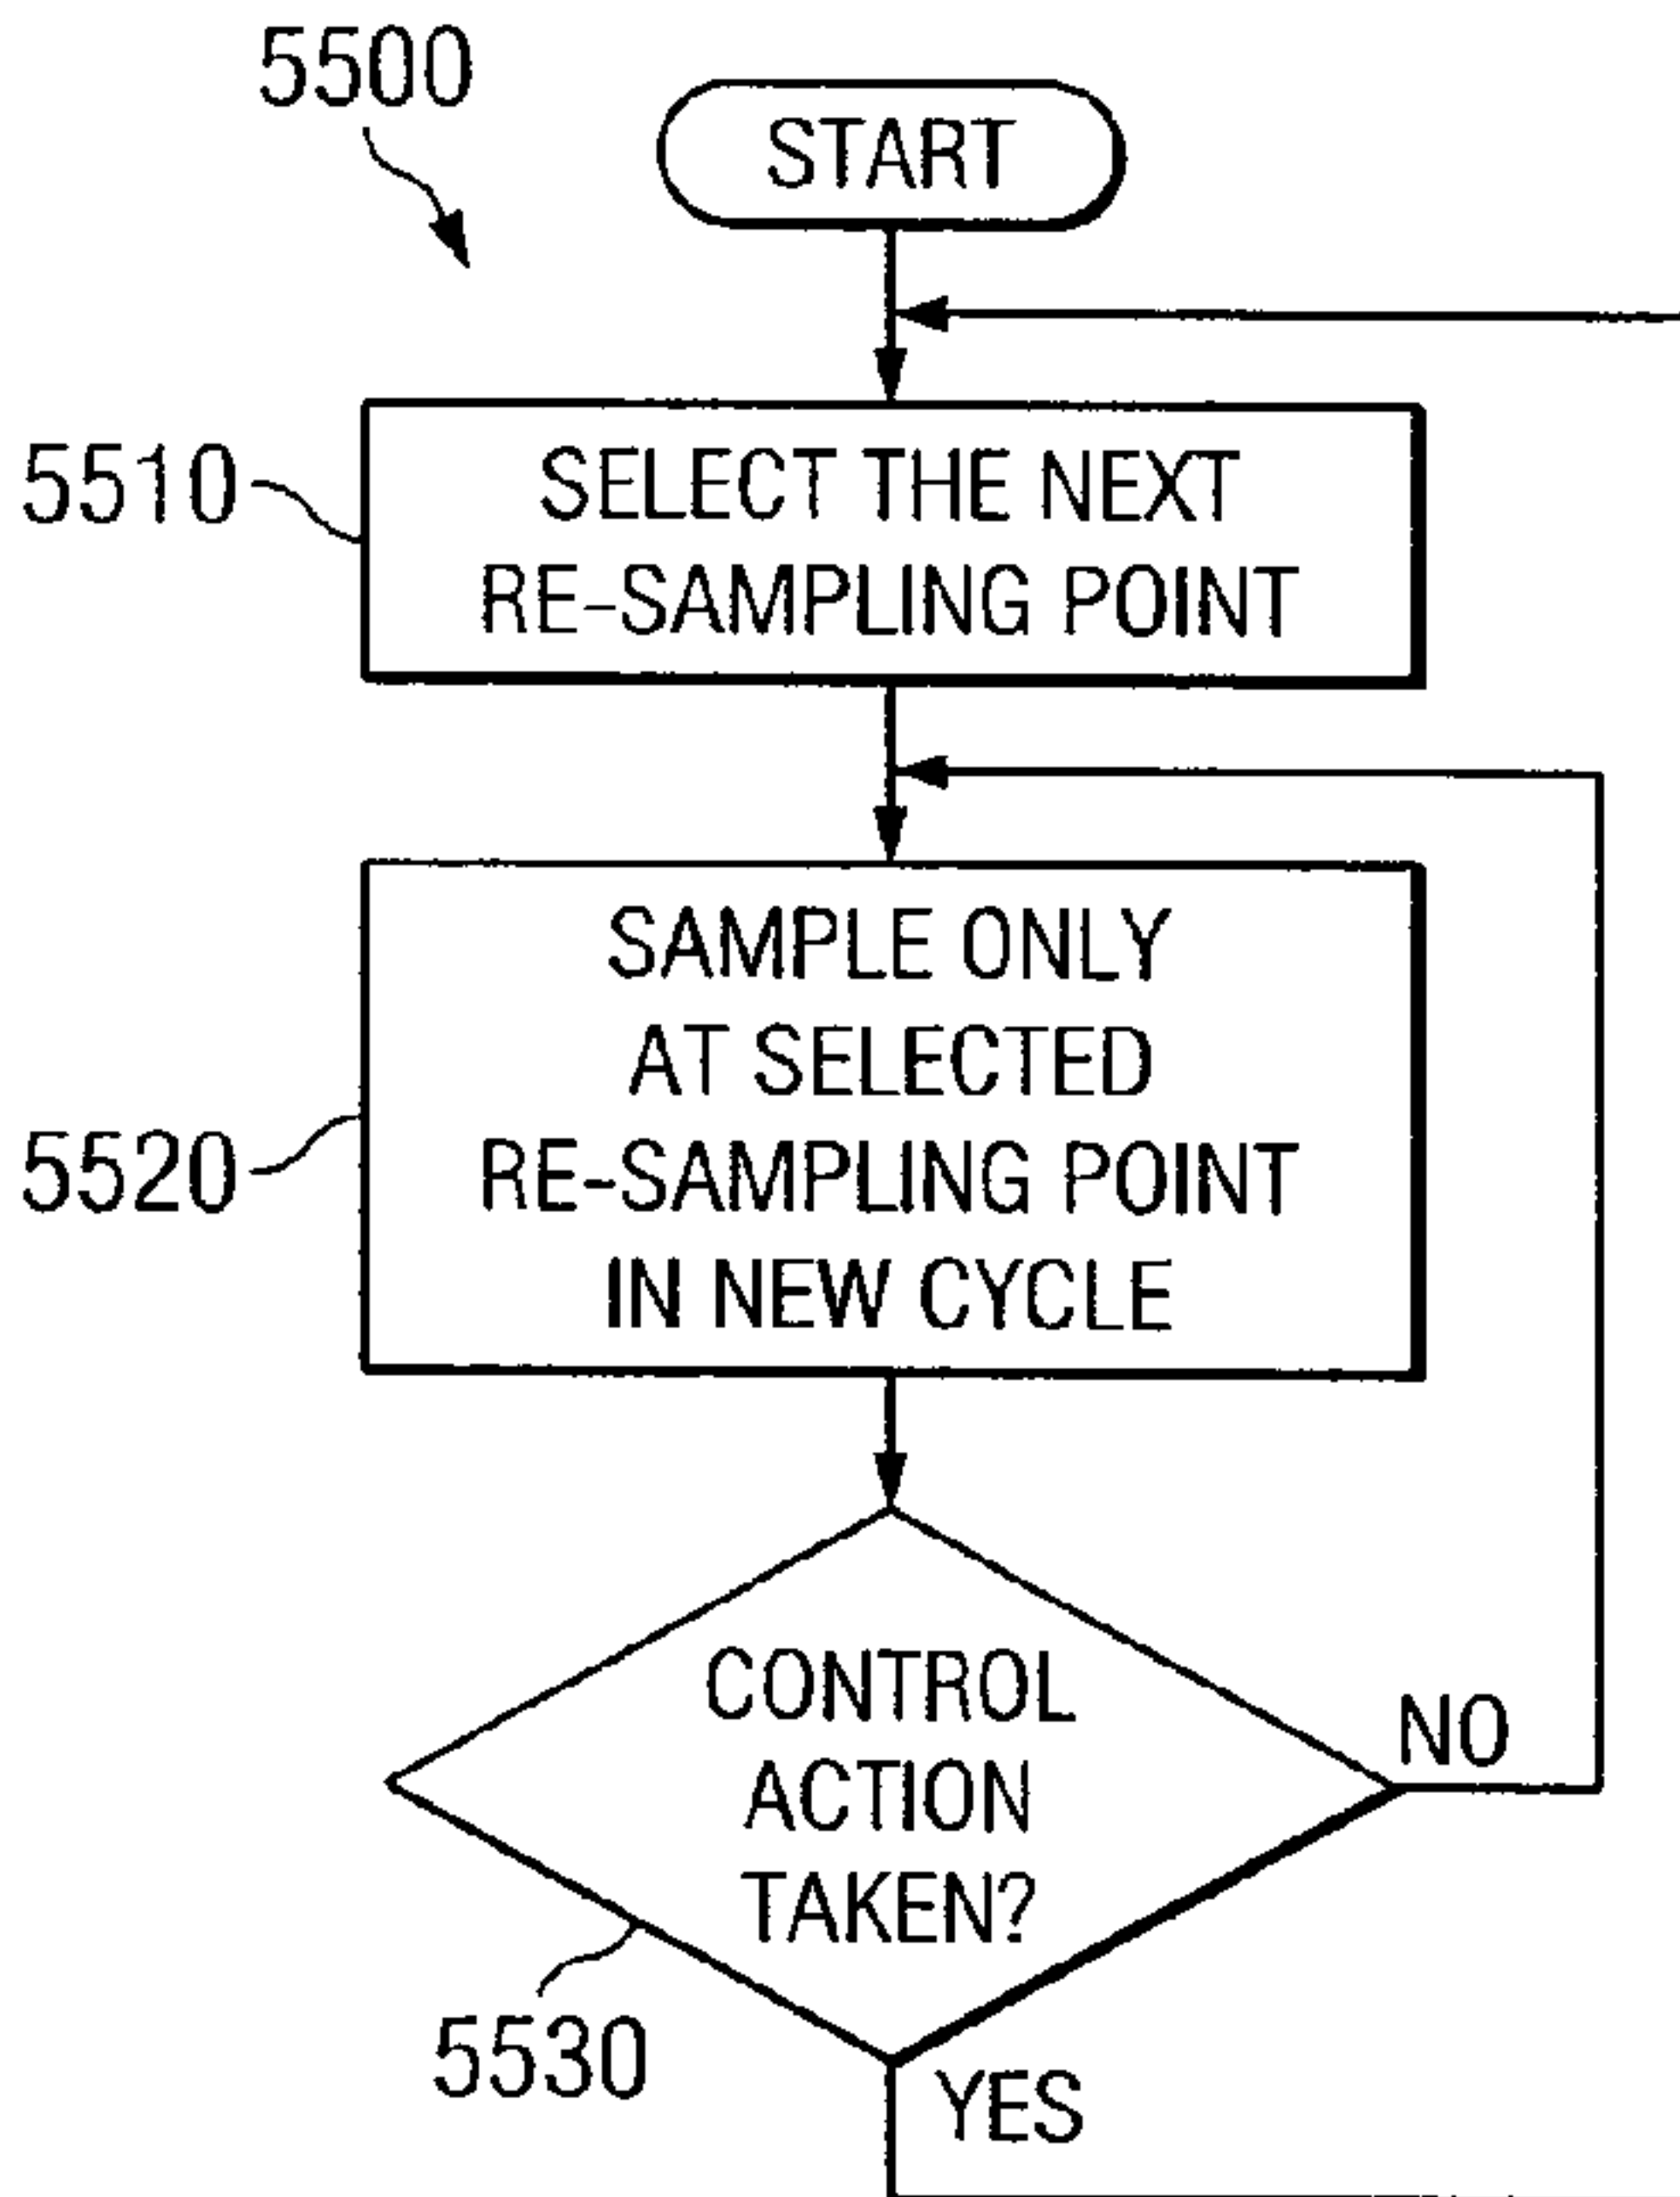 5500
START
5510
SELECT THE NEXT
RE-SAMPLING POINT
SAMPLE ONLY
AT SELECTED
RE-SAMPLING POINT
IN NEW CYCLE
5520
CONTROL
ACTION
TAKEN?
NO
5530
YES